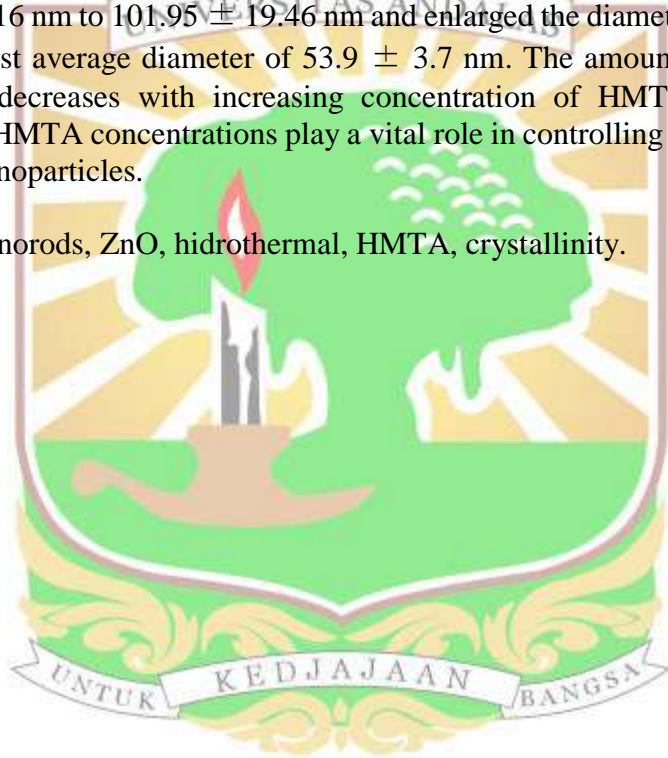 16 nm to 101.95 ± 19.46 nm and enlarged the diamet
UNIVERSITAS ANDALAS
st average diameter of 53.9 ± 3.7 nm. The amoun
decreases with increasing concentration of HMT
HMTA concentrations play a vital role in controlling
noparticles.
norods, ZnO, hidrothermal, HMTA, crystallinity.
UNTUK KEDJAJAAN BANGSA